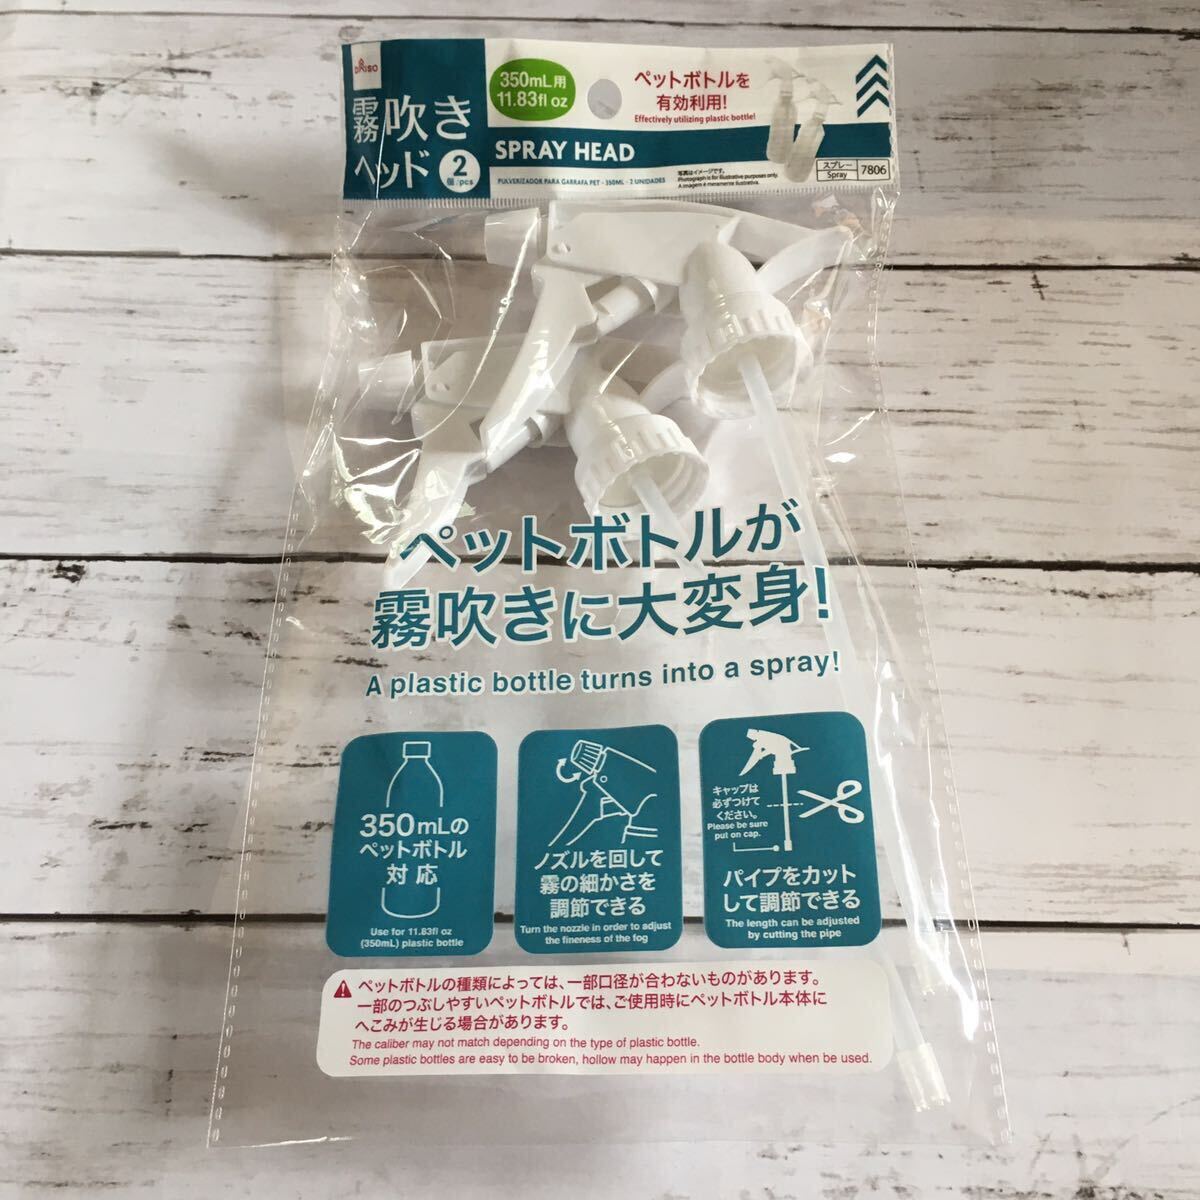 DAISO
霧吹き
ヘッド
2
個/pcs
350mL用
11.83fl oz
ペットボトルを
有効利用!
Effectively utilizing plastic bottle!
SPRAY HEAD
PULVERIZADOR PARA GARRAFA PET - 350ML - 2 UNIDADES
写真はイメージです。
Photograph is for illustrative purposes only.
A imagem é meramente ilustrativa.
スプレー
Spray
7806
ペットボトルが
霧吹きに大変身!
A plastic bottle turns into a spray!
350mLの
ペットボトル
対応
Use for 11.83fl oz
(350mL) plastic bottle
ノズルを回して
霧の細かさを
調節できる
Turn the nozzle in order to adjust
the fineness of the fog
キャップは
必ずつけて
ください。
Please be sure
put on cap.
パイプをカット
して調節できる
The length can be adjusted
by cutting the pipe
ペットボトルの種類によっては、一部口径が合わないものがあります。
一部のつぶしやすいペットボトルでは、ご使用時にペットボトル本体に
へこみが生じる場合があります。
The caliber may not match depending on the type of plastic bottle.
Some plastic bottles are easy to be broken, hollow may happen in the bottle body when be used.